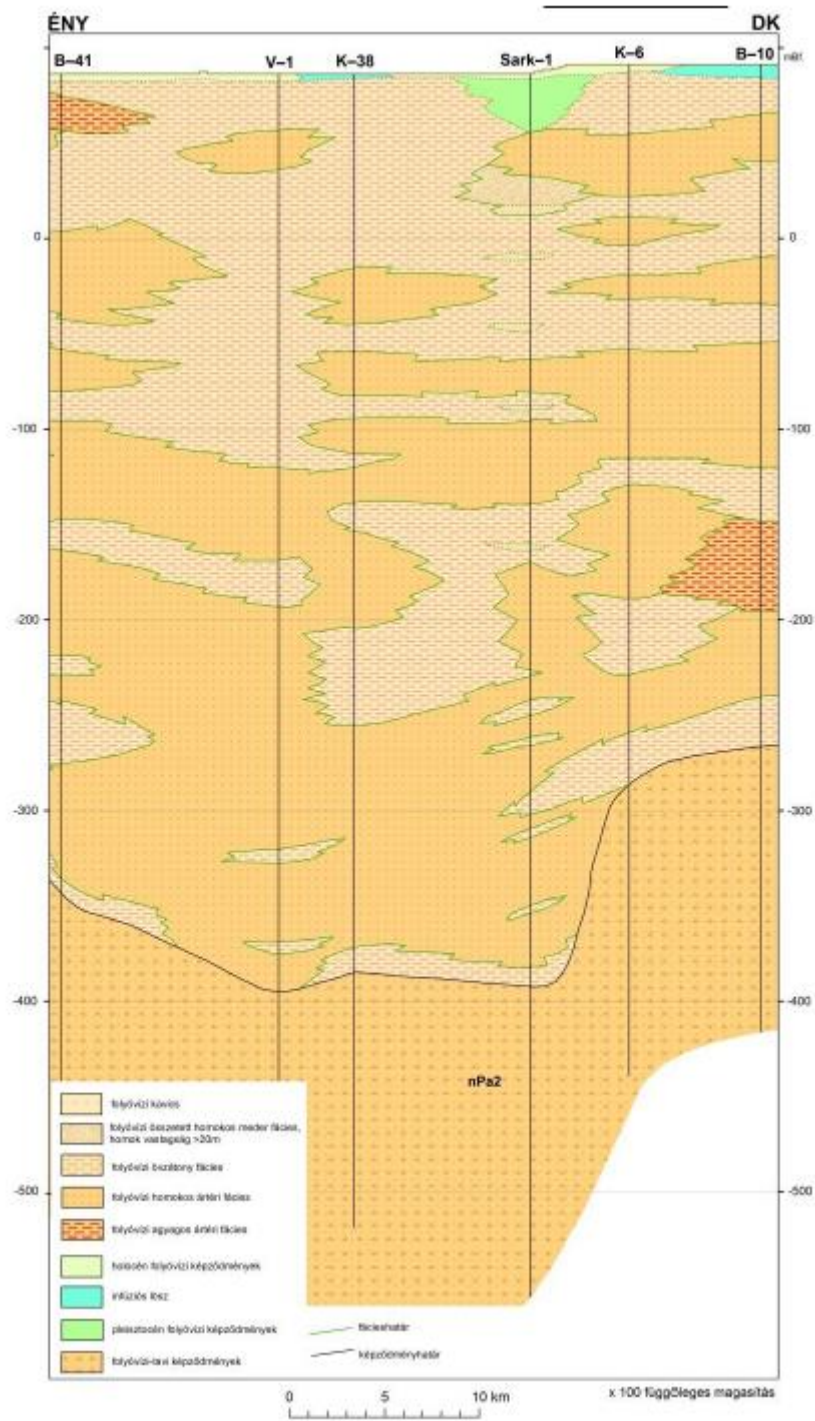 ÉNY DK
B–41 V–1 K–38 Sark–1 K–6 B–10 mBf.
0 0
-100 -100
-200 -200
-300 -300
-400 -400
nPa2
-500 -500
folyóvízi kavics
folyóvízi összetett homokos meder fácies,
homok vastagság >20m
folyóvízi őszátony fácies
folyóvízi homokos ártéri fácies
folyóvízi agyagos ártéri fácies
holocén folyóvízi képződmények
infúziós lösz
pleisztocén folyóvízi képződmények
folyóvízi-tavi képződmények
fácieshatár
képződményhatár
0 5 10 km
x 100 függőleges magasítás